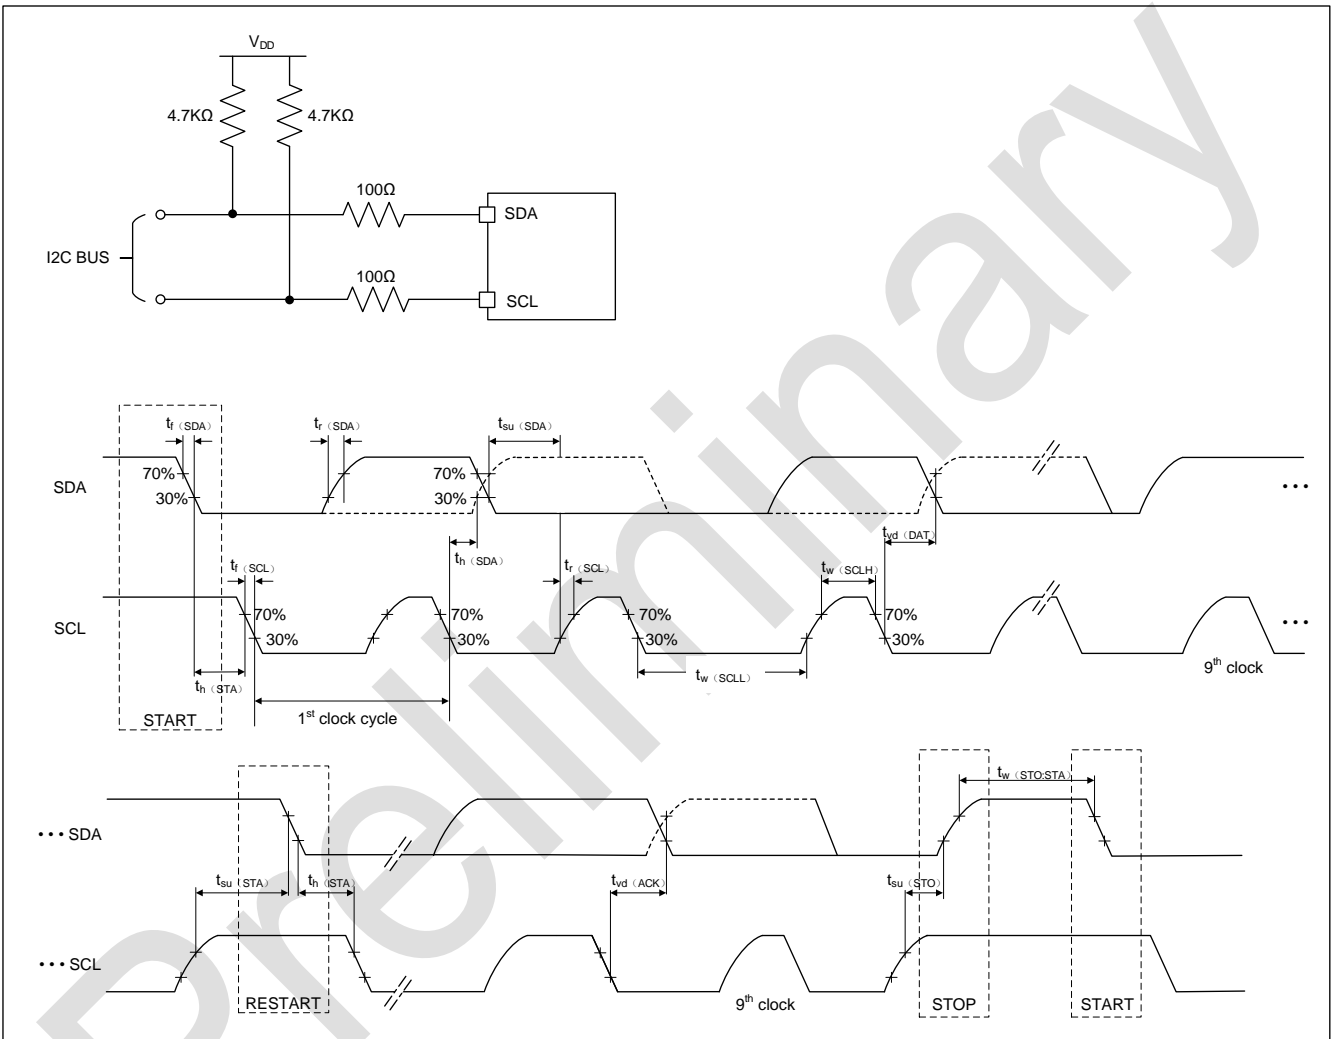 VDD
4.7KΩ 4.7KΩ
100Ω
SDA
I2C BUS
100Ω
SCL
tf（SDA） tr（SDA） tsu（SDA）
70% 70%
SDA 30% 30% •••
tvd（DAT）
th（SDA）
tf（SCL） tr（SCL） tw（SCLH）
70% 70% 70% 70%
SCL 30% 30% 30% 30% •••
tw（SCLL） 9th clock
th（STA）
START 1st clock cycle
tw（STO:STA）
••• SDA
tsu（STA） th（STA） tvd（ACK） tsu（STO）
••• SCL
RESTART 9th clock STOP START
Preliminary